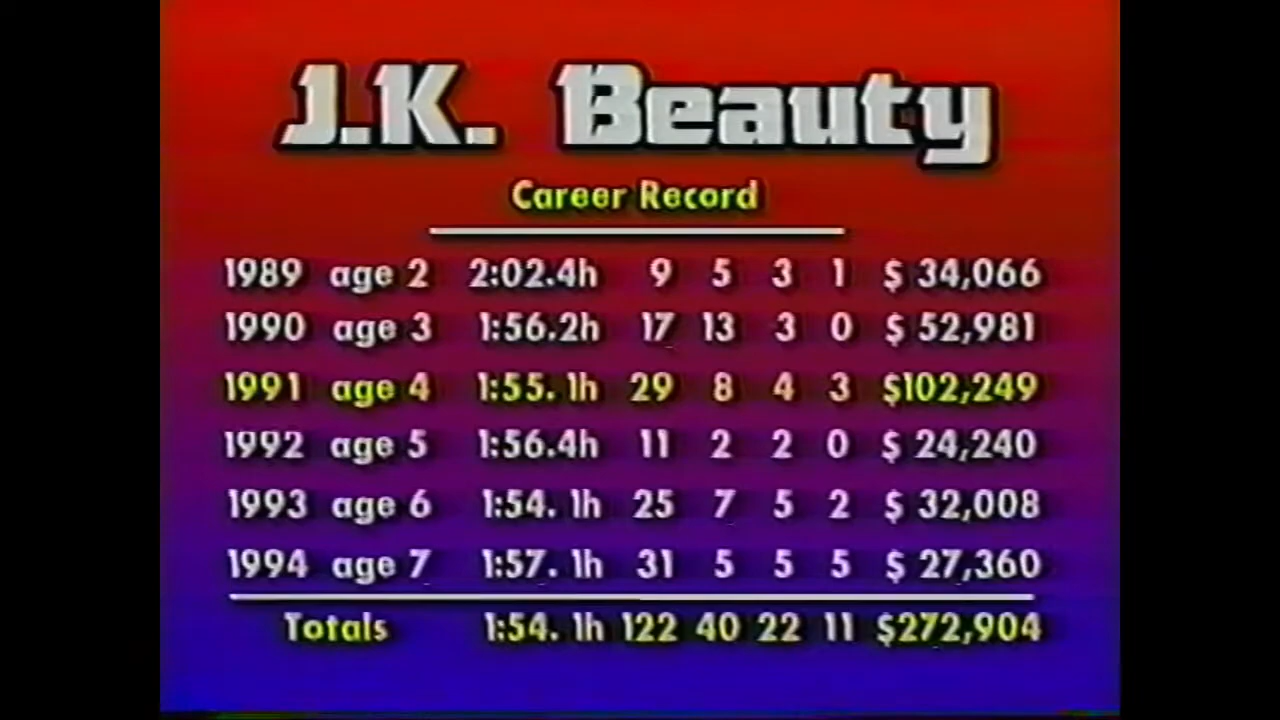 J.K. Beauty
Career Record
1989 age 2 2:02.4h 9 5 3 1 $ 34,066
1990 age 3 1:56.2h 17 13 3 0 $ 52,981
1991 age 4 1:55.1h 29 8 4 3 $102,249
1992 age 5 1:56.4h 11 2 2 0 $ 24,240
1993 age 6 1:54.1h 25 7 5 2 $ 32,008
1994 age 7 1:57.1h 31 5 5 5 $ 27,360
Totals 1:54.1h 122 40 22 11 $272,904